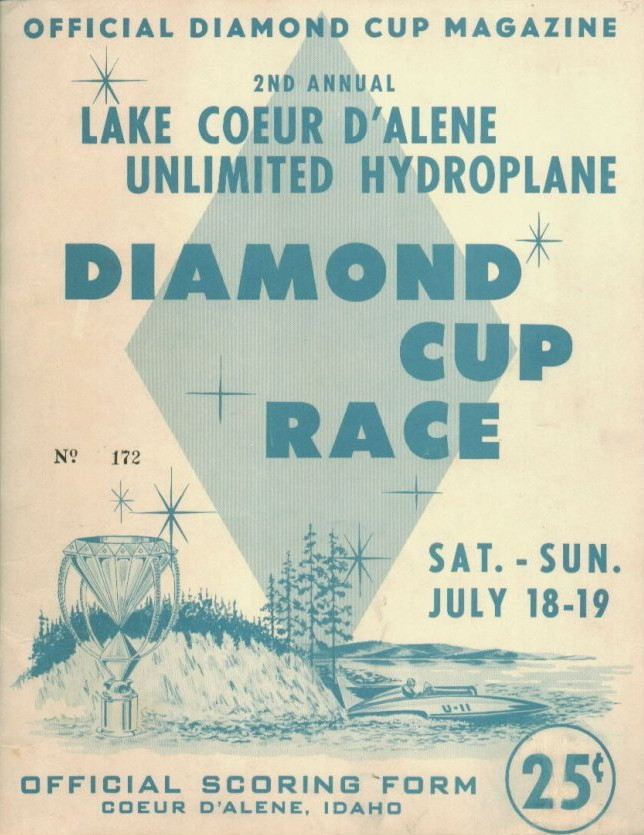 OFFICIAL DIAMOND CUP MAGAZINE
2ND ANNUAL
LAKE COEUR D'ALENE
UNLIMITED HYDROPLANE
DIAMOND
CUP
RACE
Nº 172
SAT. - SUN.
JULY 18-19
U-11
OFFICIAL SCORING FORM
COEUR D'ALENE, IDAHO
25¢